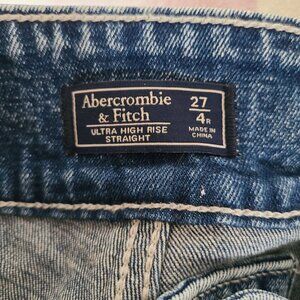 Abercrombie
& Fitch
ULTRA HIGH RISE
STRAIGHT
27
4R
MADE IN
CHINA